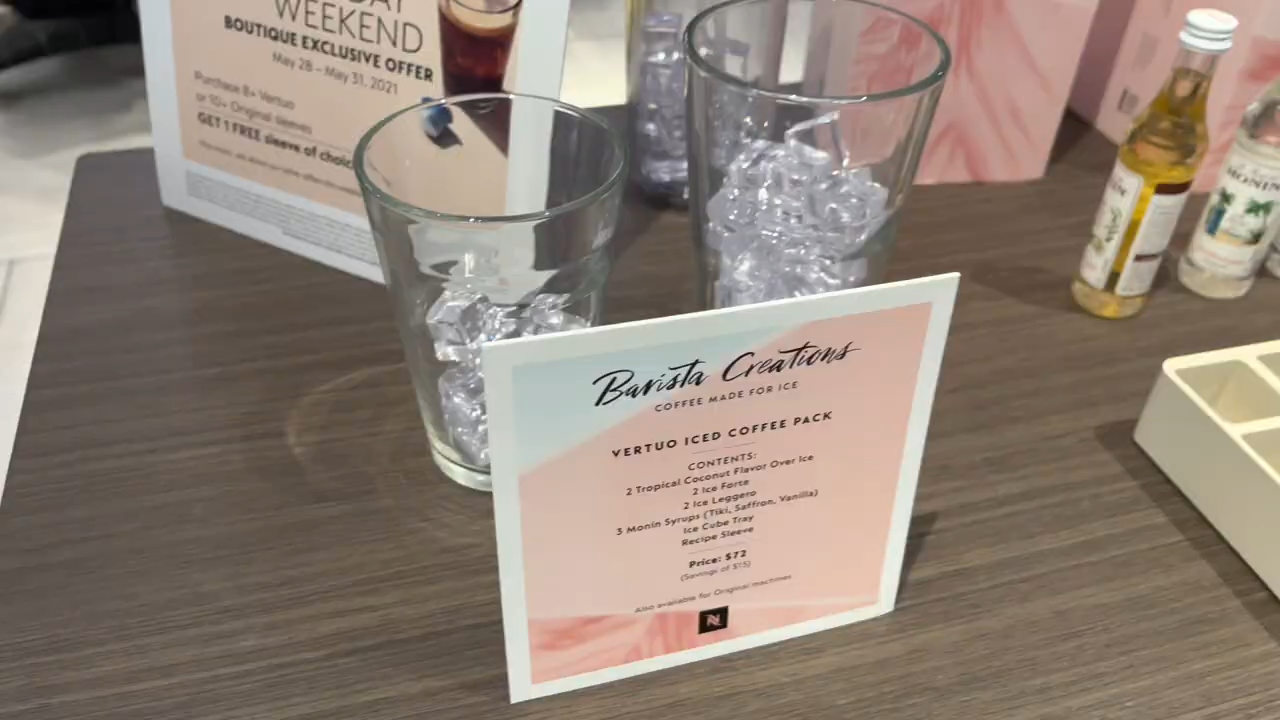 DAY
WEEKEND
BOUTIQUE EXCLUSIVE OFFER
May 28 – May 31, 2021
Purchase 8+ Vertuo
or 10+ Original sleeves
GET 1 FREE sleeve of choice
Barista Creations
COFFEE MADE FOR ICE
VERTUO ICED COFFEE PACK
CONTENTS:
2 Tropical Coconut Flavor Over Ice
2 Ice Forte
2 Ice Leggero
3 Monin Syrups (Tiki, Saffron, Vanilla)
Ice Cube Tray
Recipe Sleeve
Price: $72
(Savings of $15)
Also available for Original machines
N
MONIN